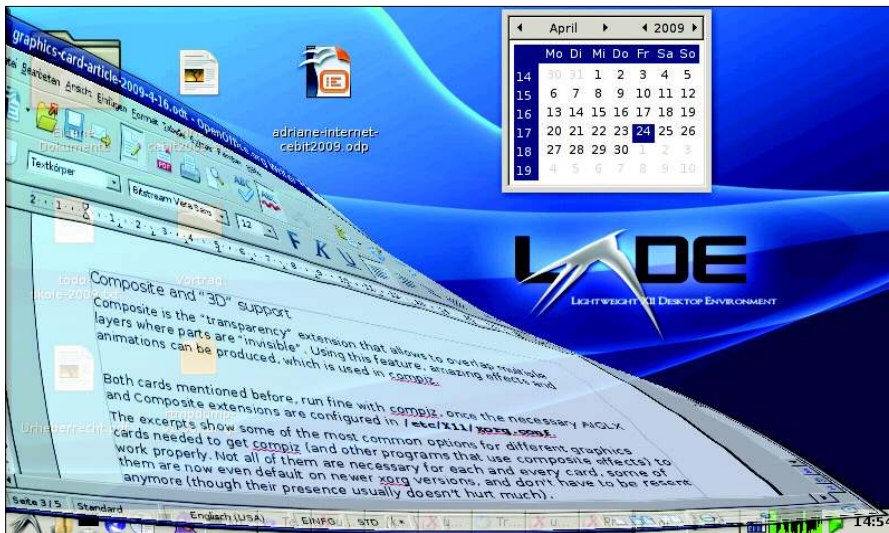 graphics-card-article-2009-4-16.odt - OpenOffice.org Writer
Bearbeiten Ansicht Einfügen Format Tabelle
Textkörper
Bitstream Vera Sans
12
F K U
Eigene
Dokumente
adriane-internet-
cebit2009.odp
todo
Vortrag
Urheberrecht.pdf
April 2009
Mo Di Mi Do Fr Sa So
14 30 31 1 2 3 4 5
15 6 7 8 9 10 11 12
16 13 14 15 16 17 18 19
17 20 21 22 23 24 25 26
18 27 28 29 30 1 2 3
19 4 5 6 7 8 9 10
LXDE
LIGHTWEIGHT X11 DESKTOP ENVIRONMENT
Composite and "3D" support
Composite is the "transparency" extension that allows to overlap multiple
layers where parts are "invisible". Using this feature, amazing effects and
animations can be produced, which is used in compiz.
Both cards mentioned before, run fine with compiz, once the necessary AIGLX
and Composite extensions are configured in /etc/X11/xorg.conf.
The excerpts show some of the most common options for different graphics
cards needed to get compiz (and other programs that use composite effects) to
work properly. Not all of them are necessary for each and every card, some of
them are now even default on newer xorg versions, and don't have to be resent
anymore (though their presence usually doesn't hurt much).
Seite 3 / 5 Standard Englisch (USA) EINFG STD
14:54